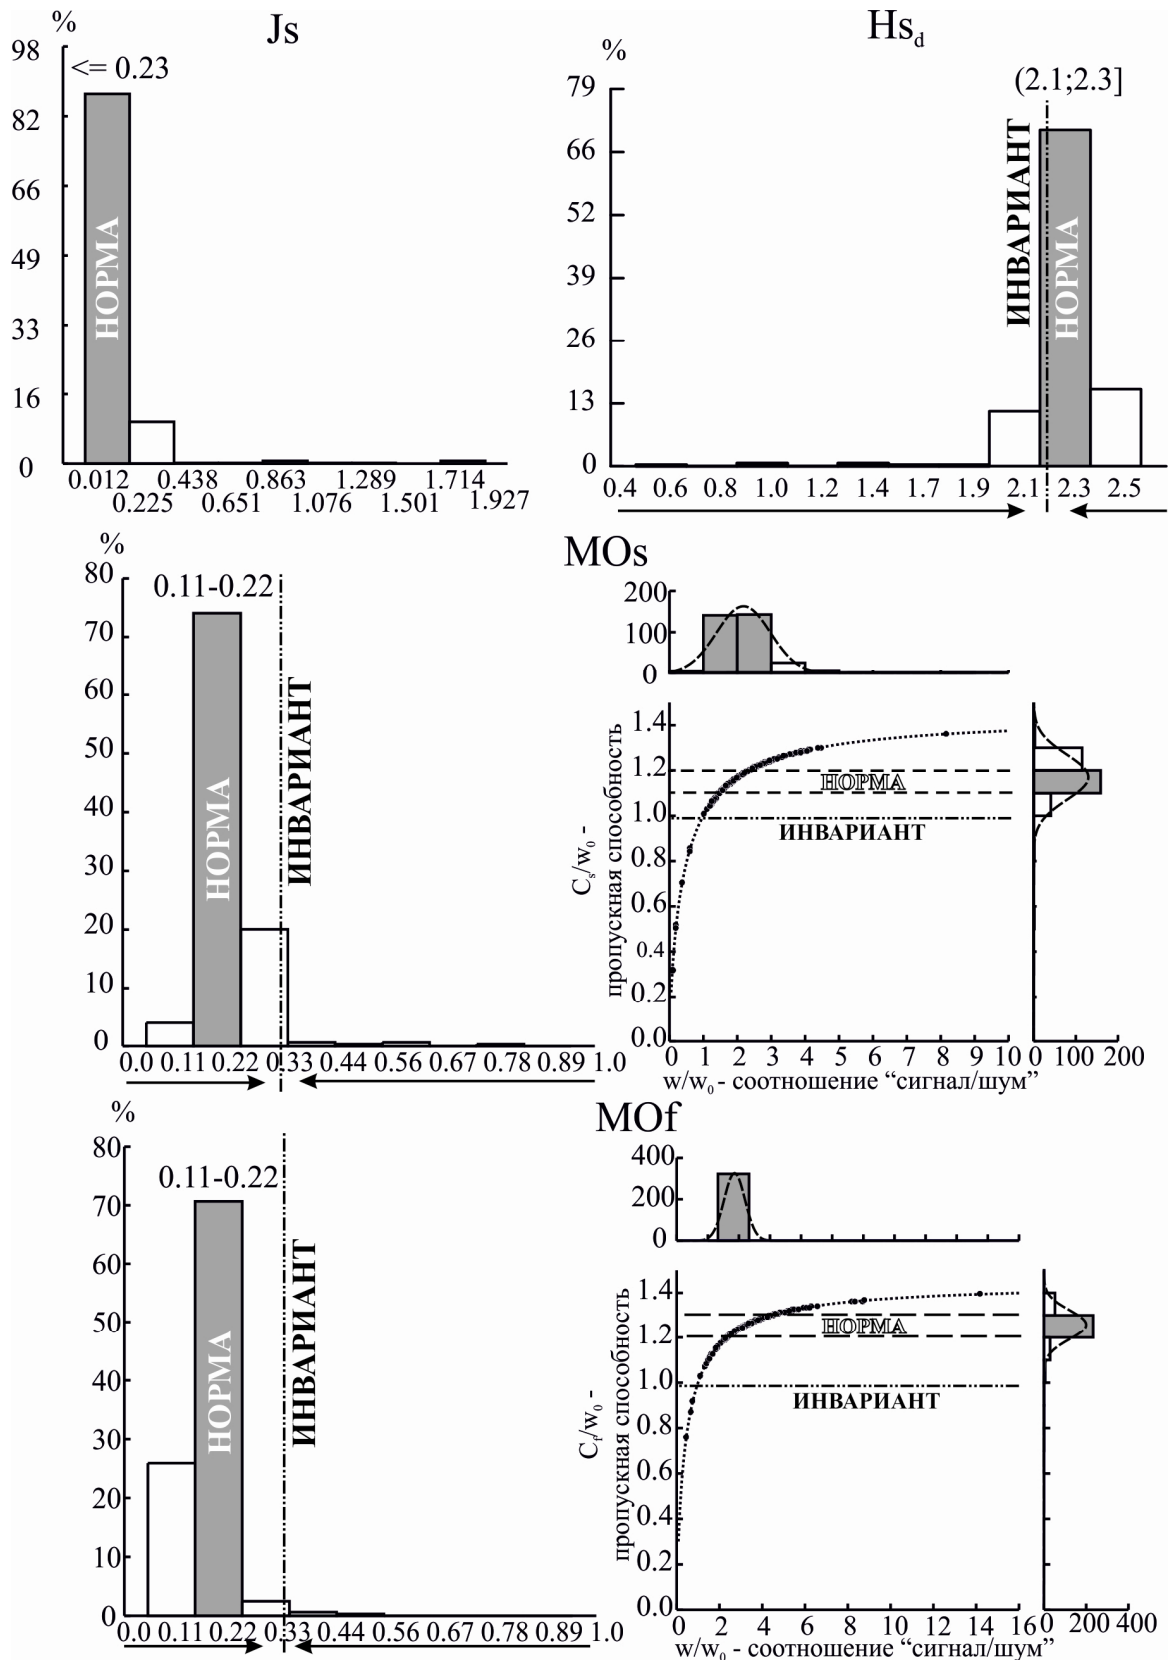 Js
%
98
82
66
49
33
16
0
<= 0.23
НОРМА
0.012 0.438 0.863 1.289 1.714
0.225 0.651 1.076 1.501 1.927
Hs_d
%
79
66
52
39
26
13
0
(2.1;2.3]
ИНВАРИАНТ
НОРМА
0.4 0.6 0.8 1.0 1.2 1.4 1.7 1.9 2.1 2.3 2.5
MOs
%
80
70
60
50
40
30
20
10
0
0.11-0.22
НОРМА
ИНВАРИАНТ
0.0 0.11 0.22 0.33 0.44 0.56 0.67 0.78 0.89 1.0
200
100
0
C_s/w_0 -
пропускная способность
1.4
1.2
1.0
0.8
0.6
0.4
0.2
0.0
НОРМА
ИНВАРИАНТ
0 1 2 3 4 5 6 7 8 9 10
w/w_0 - соотношение “сигнал/шум”
0 100 200
MOf
%
80
70
60
50
40
30
20
10
0
0.11-0.22
НОРМА
ИНВАРИАНТ
0.0 0.11 0.22 0.33 0.44 0.56 0.67 0.78 0.89 1.0
400
200
0
C_f/w_0 -
пропускная способность
1.4
1.2
1.0
0.8
0.6
0.4
0.2
0.0
НОРМА
ИНВАРИАНТ
0 2 4 6 8 10 12 14 16
w/w_0 - соотношение “сигнал/шум”
0 200 400